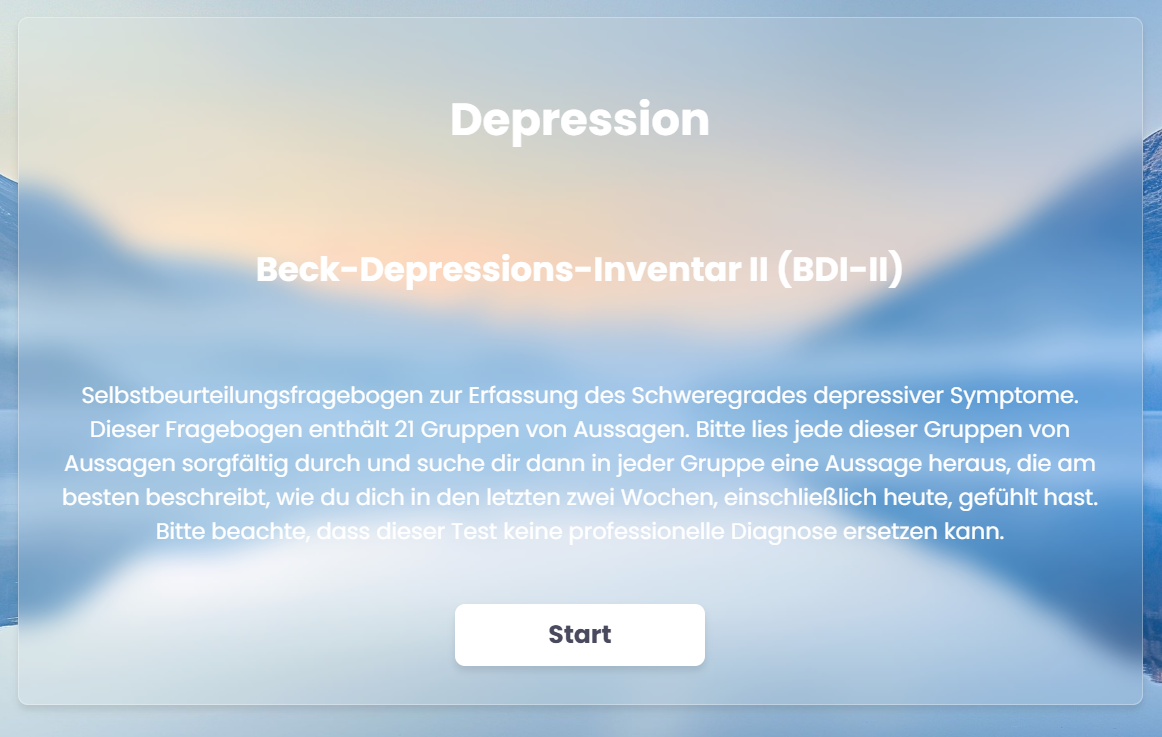 Depression
Beck-Depressions-Inventar II (BDI-II)
Selbstbeurteilungsfragebogen zur Erfassung des Schweregrades depressiver Symptome.
Dieser Fragebogen enthält 21 Gruppen von Aussagen. Bitte lies jede dieser Gruppen von
Aussagen sorgfältig durch und suche dir dann in jeder Gruppe eine Aussage heraus, die am
besten beschreibt, wie du dich in den letzten zwei Wochen, einschließlich heute, gefühlt hast.
Bitte beachte, dass dieser Test keine professionelle Diagnose ersetzen kann.
Start